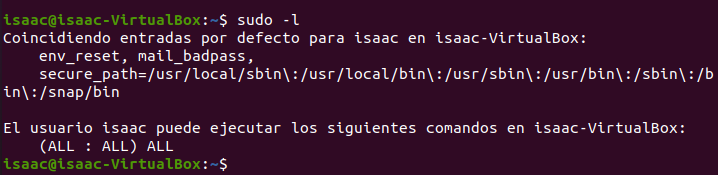 isaac@isaac-VirtualBox:~$ sudo -l
Coincidiendo entradas por defecto para isaac en isaac-VirtualBox:
    env_reset, mail_badpass,
    secure_path=/usr/local/sbin\:/usr/local/bin\:/usr/sbin\:/usr/bin\:/sbin\:/b
in\:/snap/bin

El usuario isaac puede ejecutar los siguientes comandos en isaac-VirtualBox:
    (ALL : ALL) ALL
isaac@isaac-VirtualBox:~$